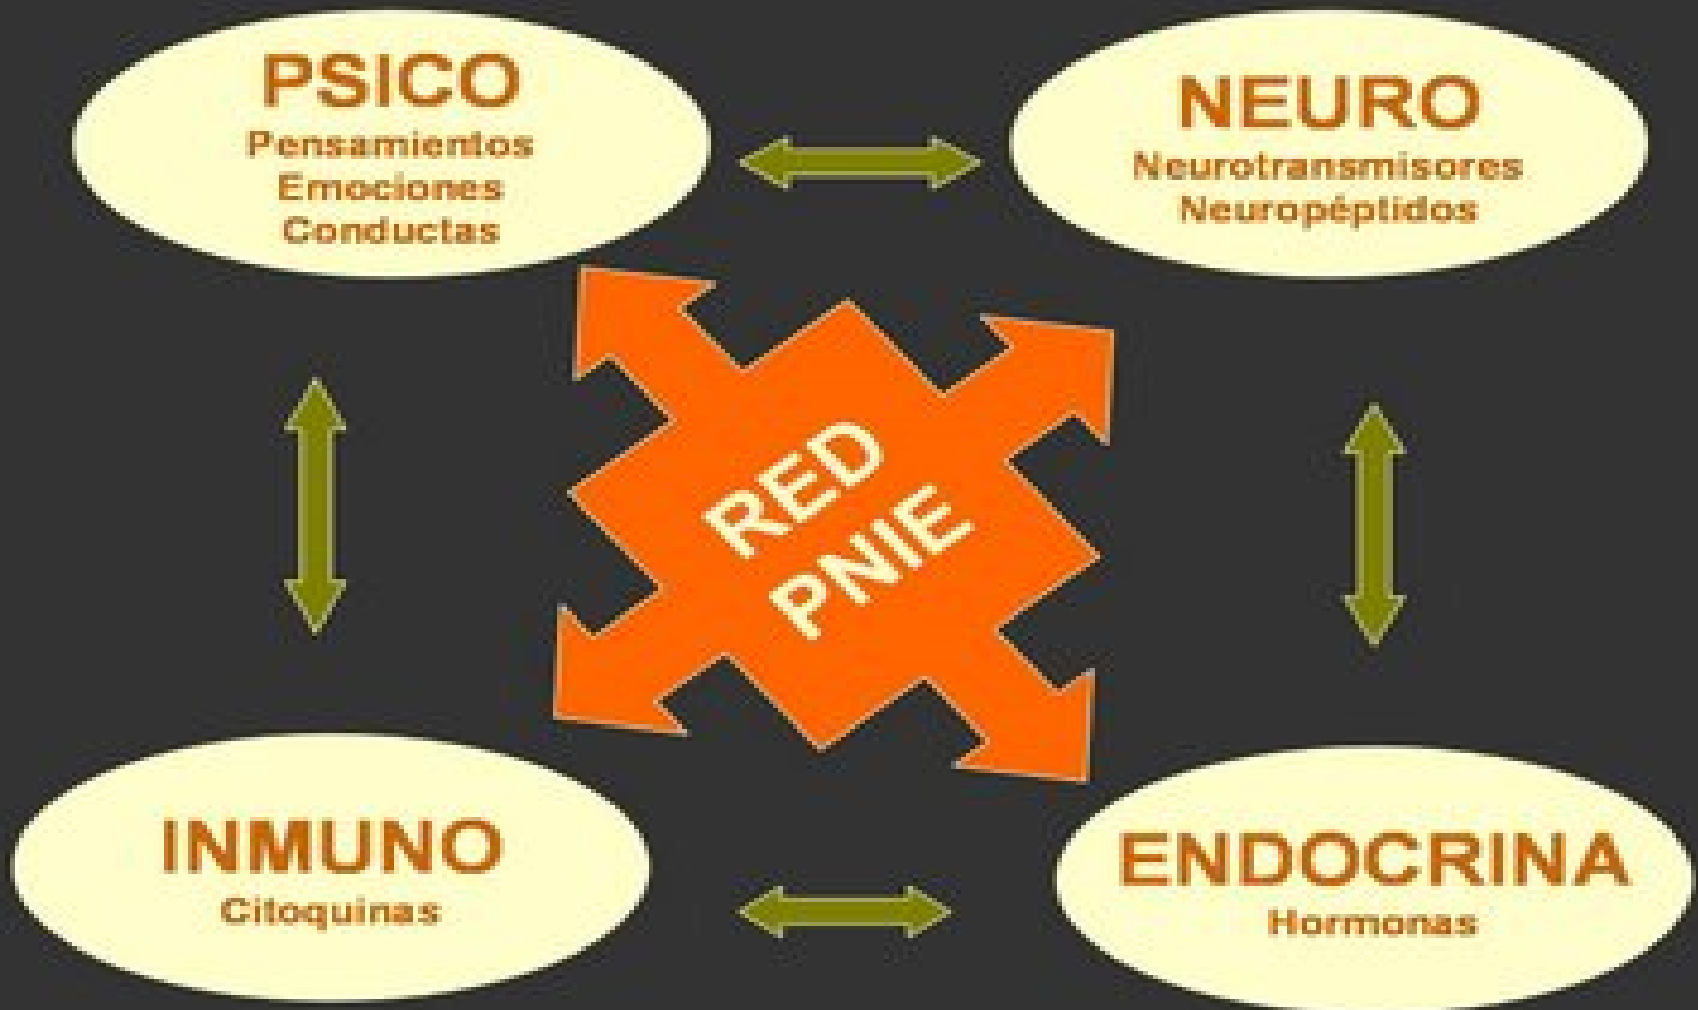 PSICO
Pensamientos
Emociones
Conductas
NEURO
Neurotransmisores
Neuropéptidos
RED
PNIE
INMUNO
Citoquinas
ENDOCRINA
Hormonas